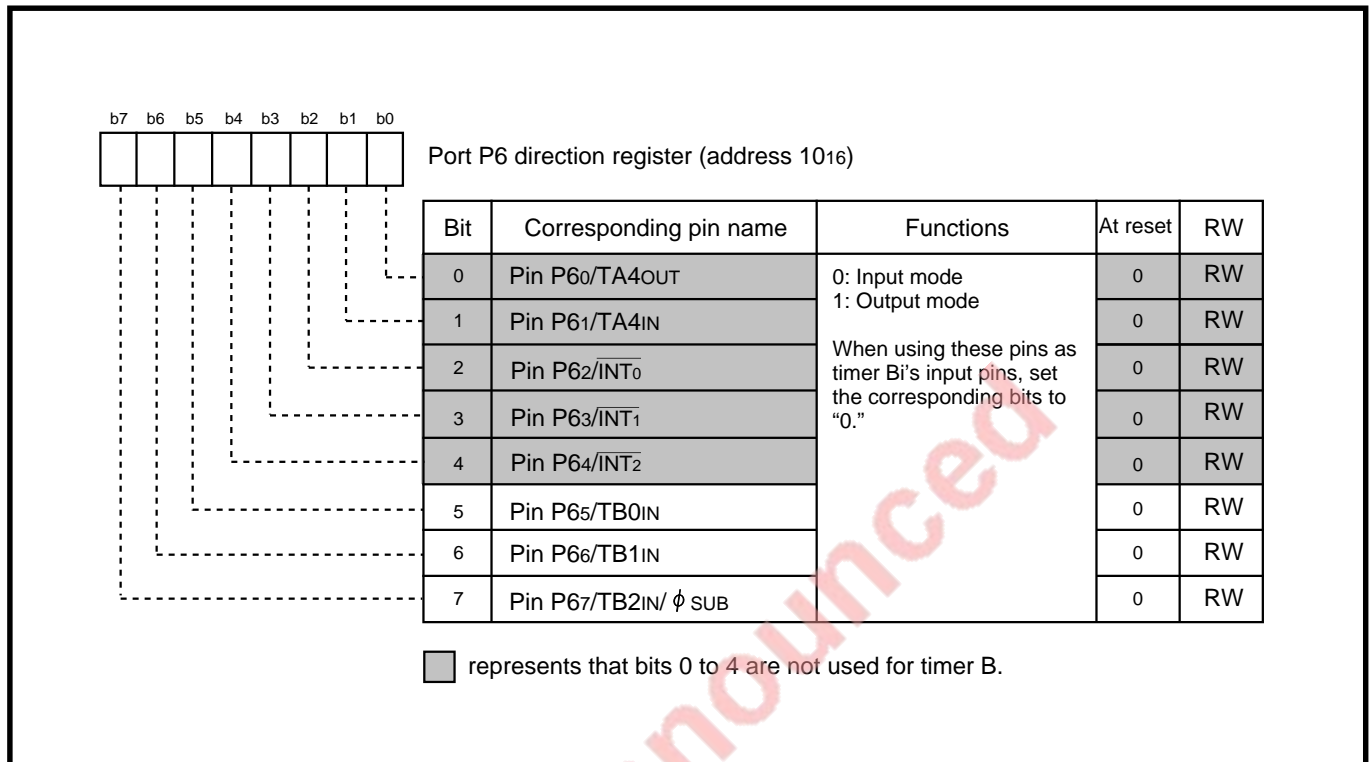 b7 b6 b5 b4 b3 b2 b1 b0
Port P6 direction register (address 10₁₆)
Bit Corresponding pin name Functions At reset RW
0 Pin P6₀/TA4OUT 0 RW
1 Pin P6₁/TA4IN 0 RW
2 Pin P6₂/I̅N̅T̅₀ 0 RW
3 Pin P6₃/I̅N̅T̅₁ 0 RW
4 Pin P6₄/I̅N̅T̅₂ 0 RW
5 Pin P6₅/TB0IN 0 RW
6 Pin P6₆/TB1IN 0 RW
7 Pin P6₇/TB2IN/ ϕ SUB 0 RW
0: Input mode
1: Output mode
When using these pins as
timer Bi’s input pins, set
the corresponding bits to
“0.”
represents that bits 0 to 4 are not used for timer B.